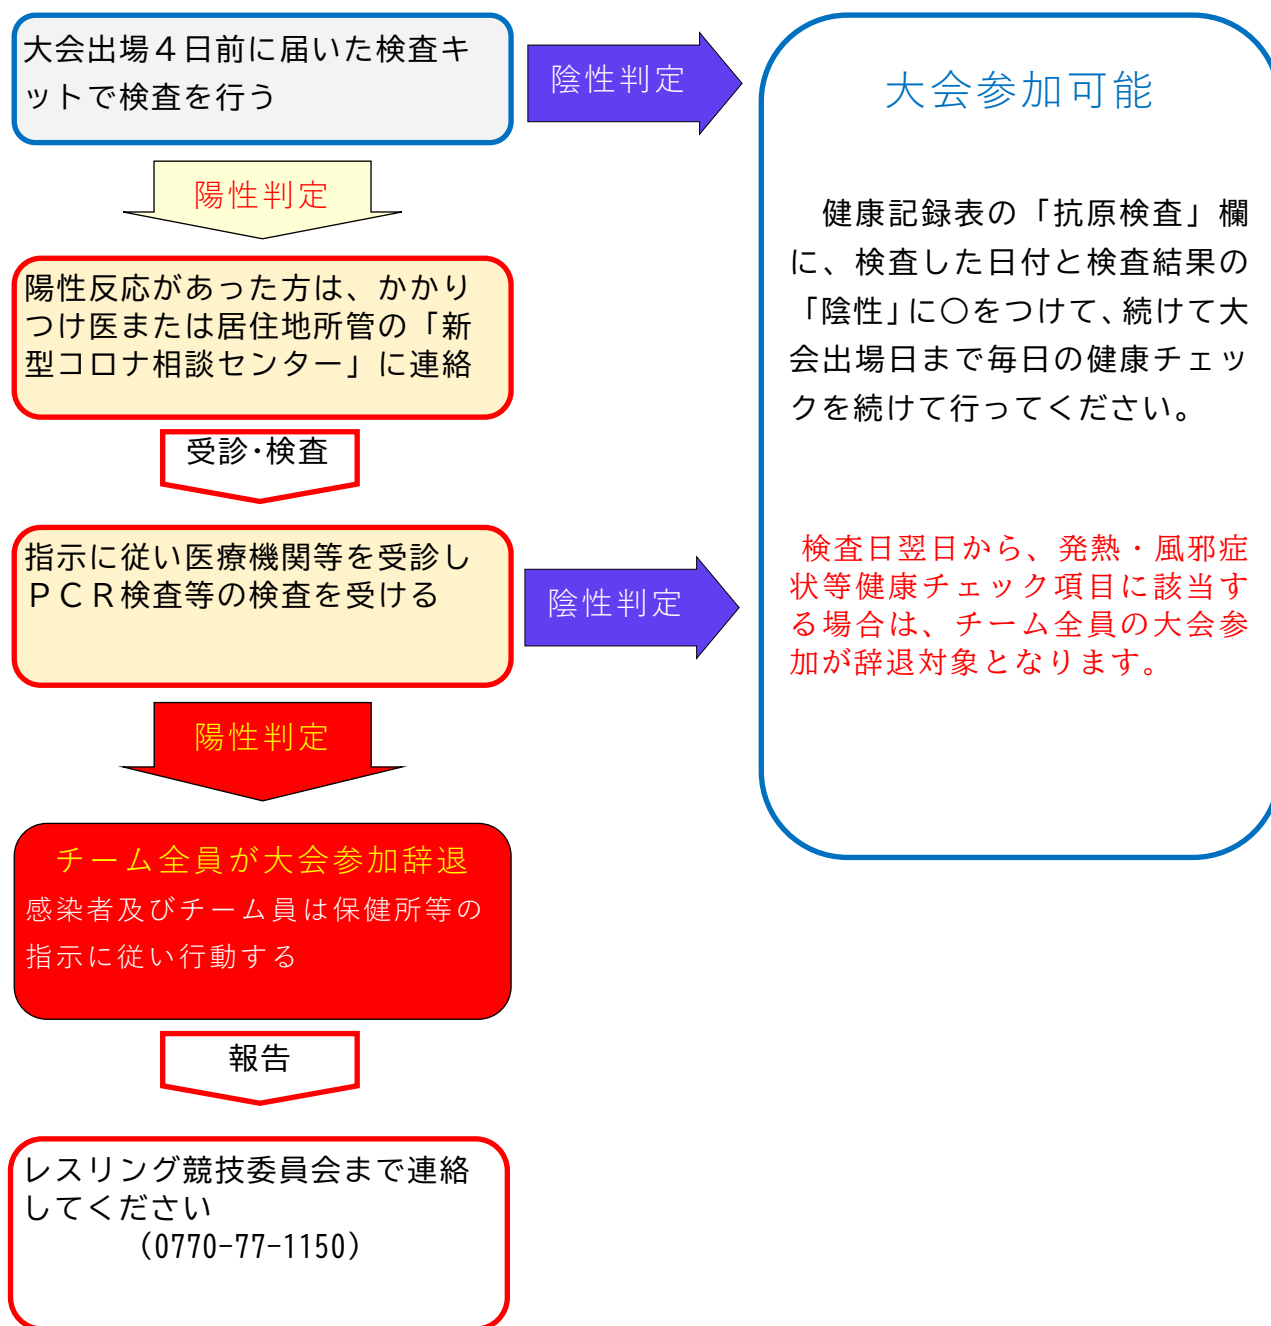 大会出場４日前に届いた検査キ
ットで検査を行う
陰性判定
陽性判定
陽性反応があった方は、かかり
つけ医または居住地所管の「新
型コロナ相談センター」に連絡
受診･検査
指示に従い医療機関等を受診し
ＰＣＲ検査等の検査を受ける
陰性判定
陽性判定
チーム全員が大会参加辞退
感染者及びチーム員は保健所等の
指示に従い行動する
報告
レスリング競技委員会まで連絡
してください
(0770-77-1150)
大会参加可能
健康記録表の「抗原検査」欄
に、検査した日付と検査結果の
「陰性」に〇をつけて、続けて大
会出場日まで毎日の健康チェッ
クを続けて行ってください。
検査日翌日から、発熱・風邪症
状等健康チェック項目に該当す
る場合は、チーム全員の大会参
加が辞退対象となります。